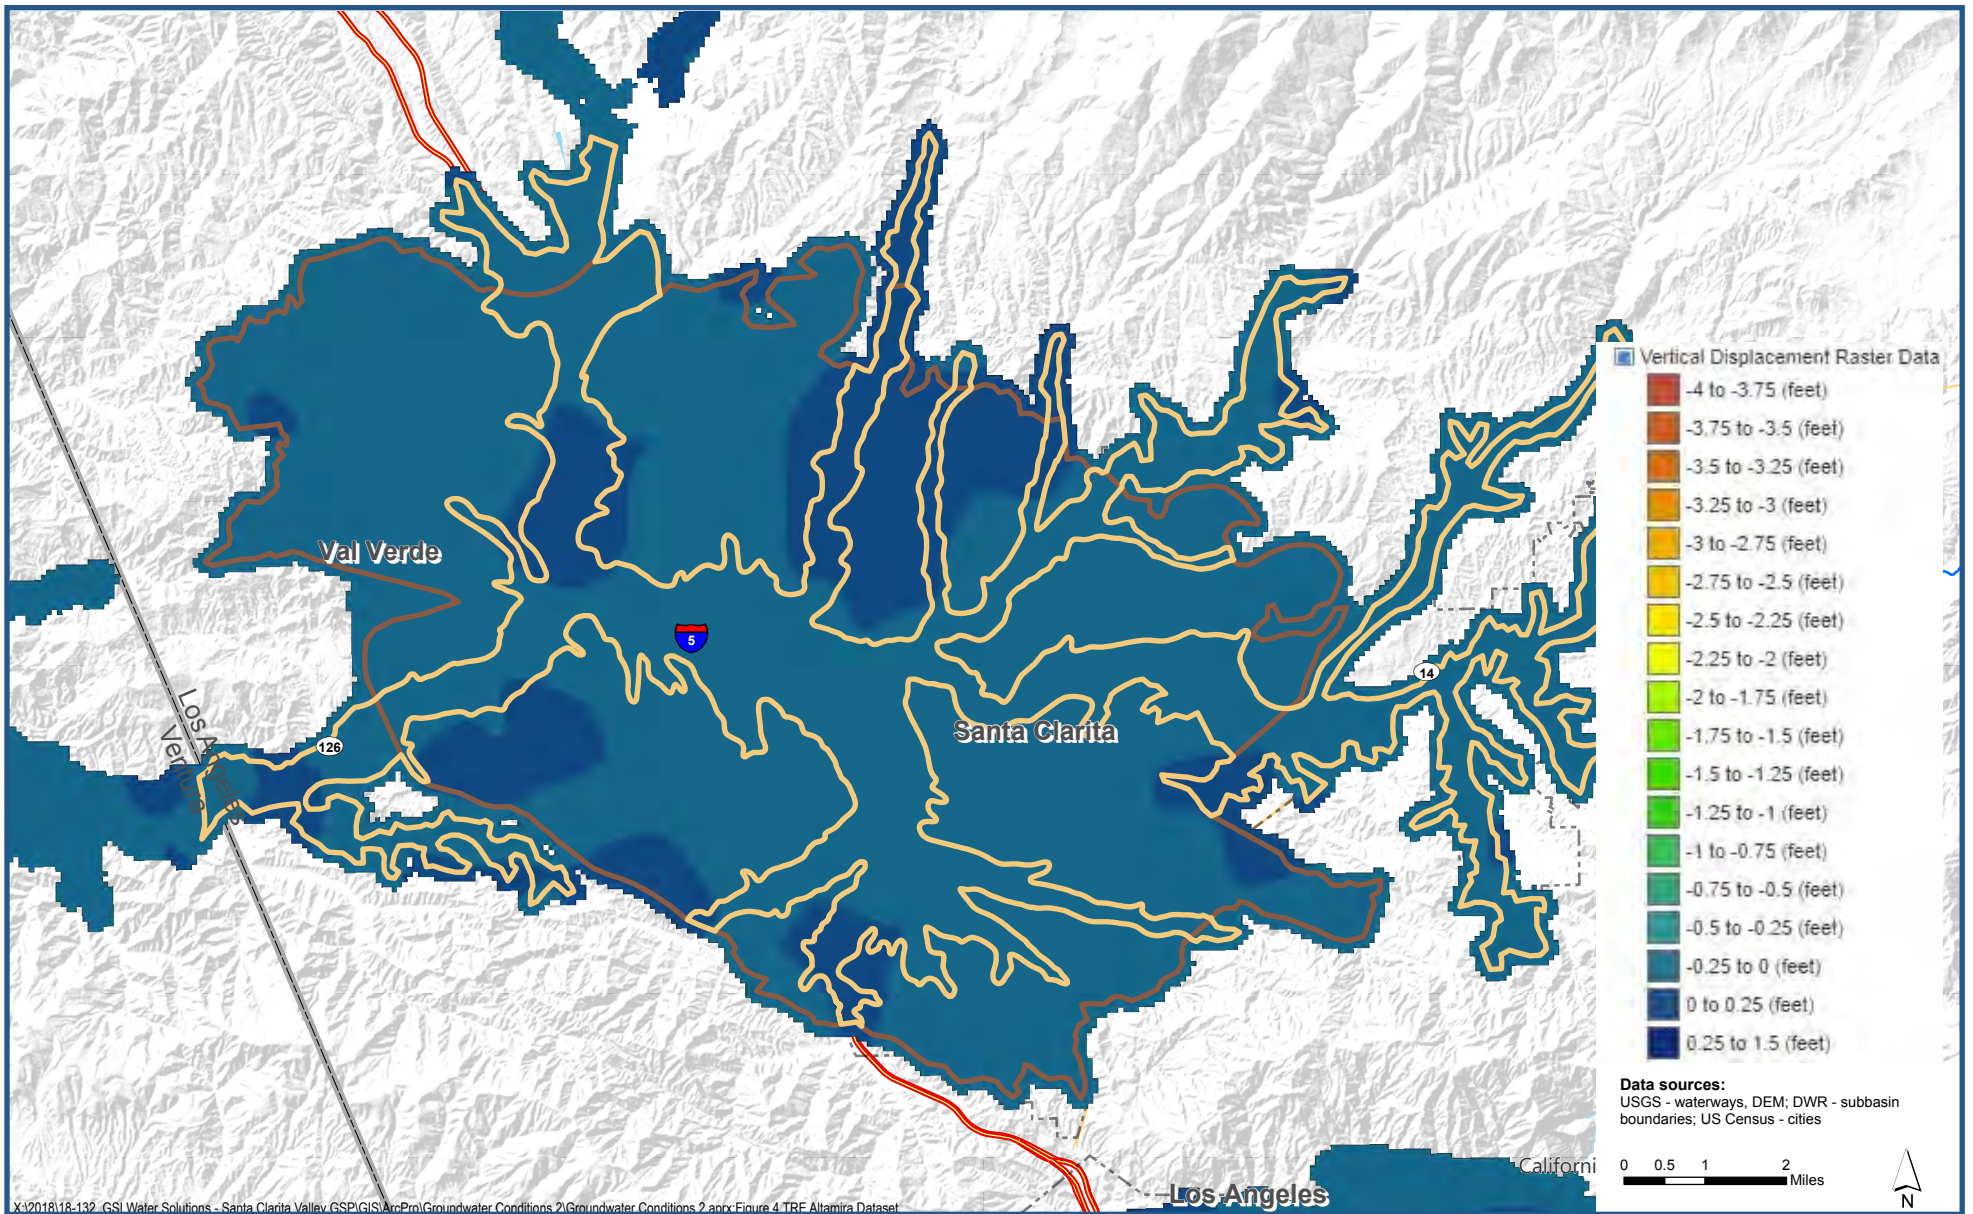 Vertical Displacement Raster Data
-4 to -3.75 (feet)
-3.75 to -3.5 (feet)
-3.5 to -3.25 (feet)
-3.25 to -3 (feet)
-3 to -2.75 (feet)
-2.75 to -2.5 (feet)
-2.5 to -2.25 (feet)
-2.25 to -2 (feet)
-2 to -1.75 (feet)
-1.75 to -1.5 (feet)
-1.5 to -1.25 (feet)
-1.25 to -1 (feet)
-1 to -0.75 (feet)
-0.75 to -0.5 (feet)
-0.5 to -0.25 (feet)
-0.25 to 0 (feet)
0 to 0.25 (feet)
0.25 to 1.5 (feet)
Val Verde
5
14
Los Angeles
Ventura
126
Santa Clarita
Data sources:
USGS - waterways, DEM; DWR - subbasin
boundaries; US Census - cities
Californi
0 0.5 1 2
Miles
N
Los Angeles
X:\2018\18-132_GSI Water Solutions - Santa Clarita Valley GSP\GIS\ArcPro\Groundwater Conditions 2\Groundwater Conditions 2.aprx:Figure 4 TRE Altamira Dataset